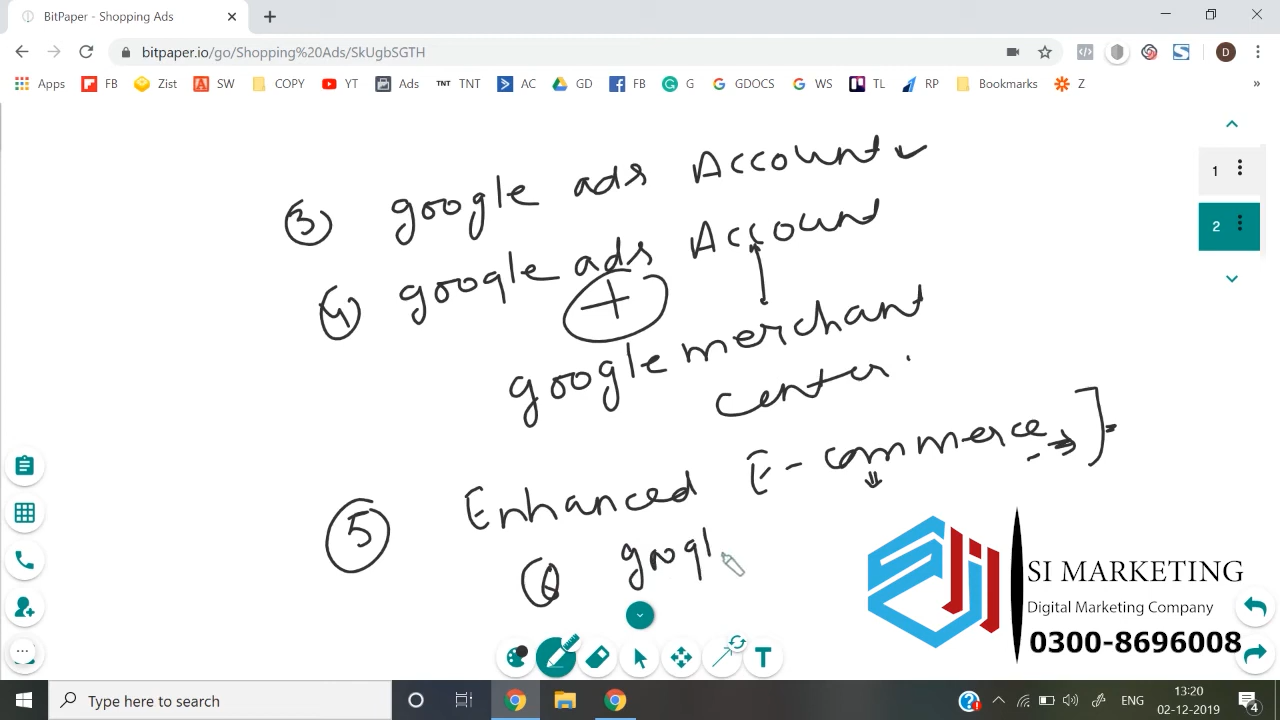 BitPaper - Shopping Ads
bitpaper.io/go/Shopping%20Ads/SkUgbSGTH
D
Apps FB Zist SW COPY YT Ads TNT TNT AC GD FB G GDOCS WS TL RP Bookmarks Z »
3 google ads Account
4 google ads Account
+
google merchant
center.
5 Enhanced E-commerce
googl
1
2
SI MARKETING
Digital Marketing Company
0300-8696008
T
Type here to search
ENG
13:20
02-12-2019
4